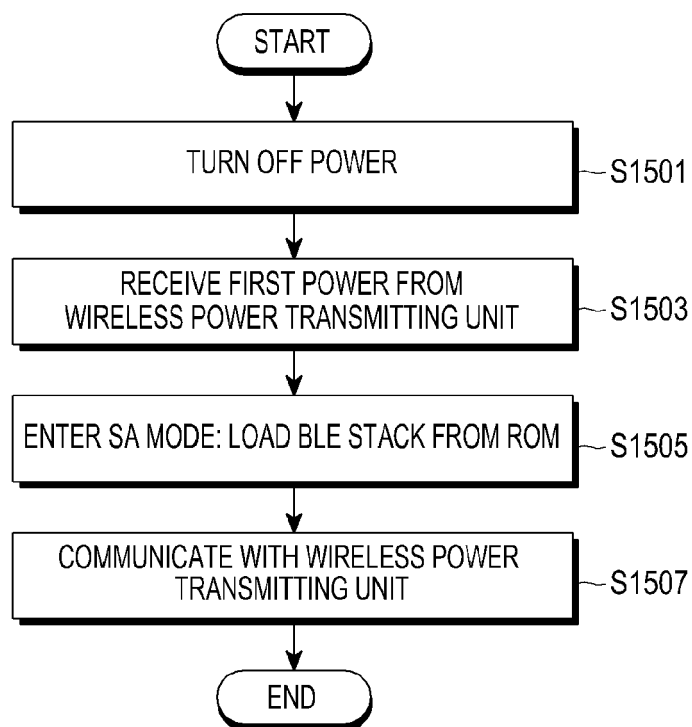 START
TURN OFF POWER
S1501
RECEIVE FIRST POWER FROM
WIRELESS POWER TRANSMITTING UNIT
S1503
ENTER SA MODE: LOAD BLE STACK FROM ROM
S1505
COMMUNICATE WITH WIRELESS POWER
TRANSMITTING UNIT
S1507
END